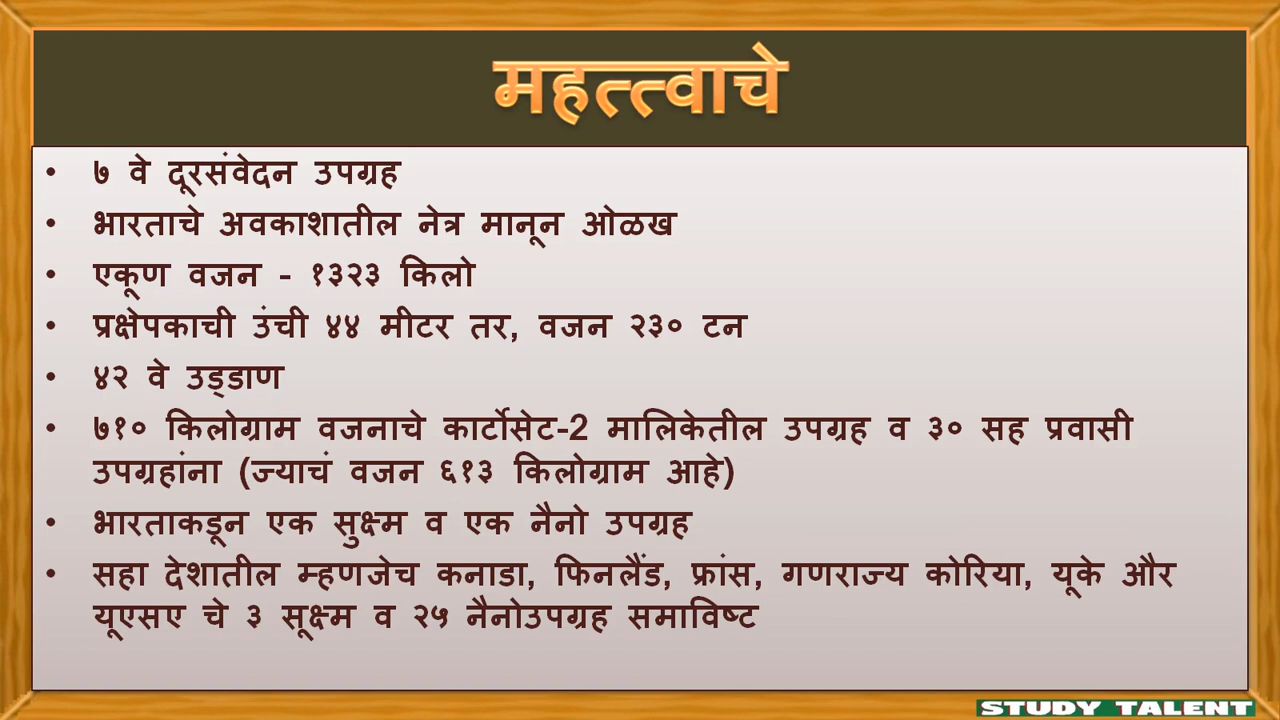 महत्त्वाचे
• ७ वे दूरसंवेदन उपग्रह
• भारताचे अवकाशातील नेत्र मानून ओळख
• एकूण वजन - १३२३ किलो
• प्रक्षेपकाची उंची ४४ मीटर तर, वजन २३० टन
• ४२ वे उड्डाण
• ७१० किलोग्राम वजनाचे कार्टोसेट-2 मालिकेतील उपग्रह व ३० सह प्रवासी
उपग्रहांना (ज्याचं वजन ६१३ किलोग्राम आहे)
• भारताकडून एक सुक्ष्म व एक नैनो उपग्रह
• सहा देशातील म्हणजेच कनाडा, फिनलैंड, फ्रांस, गणराज्य कोरिया, यूके और
यूएसए चे ३ सूक्ष्म व २५ नैनोउपग्रह समाविष्ट
STUDY TALENT